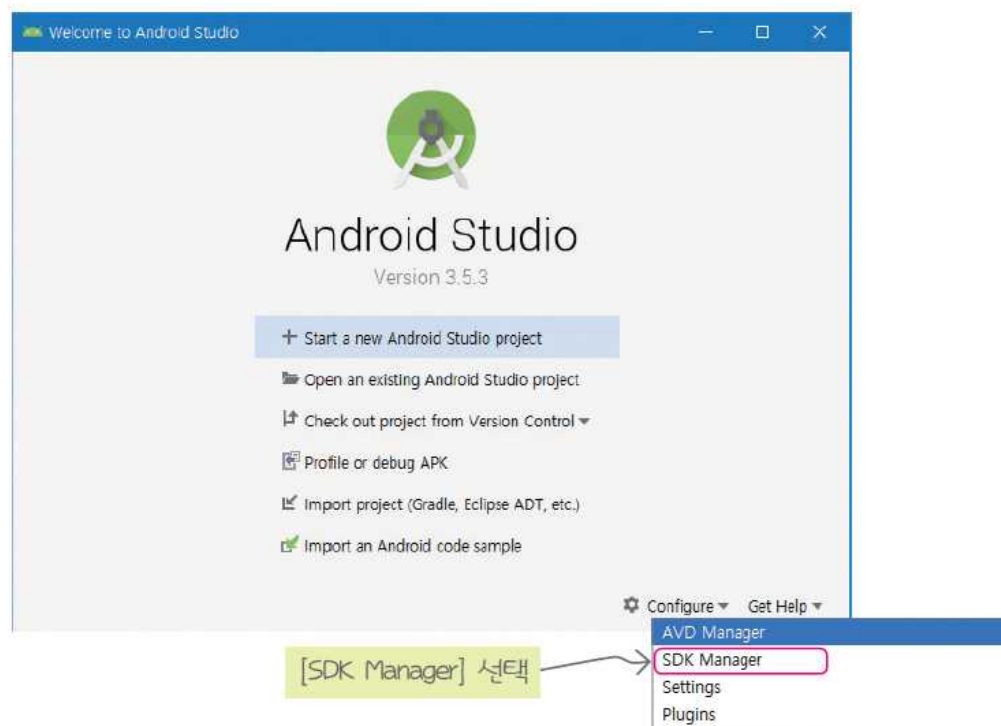 Welcome to Android Studio
Android Studio
Version 3.5.3
Start a new Android Studio project
Open an existing Android Studio project
Check out project from Version Control
Profile or debug APK
Import project (Gradle, Eclipse ADT, etc.)
Import an Android code sample
Configure Get Help
AVD Manager
[SDK Manager] 선택
SDK Manager
Settings
Plugins